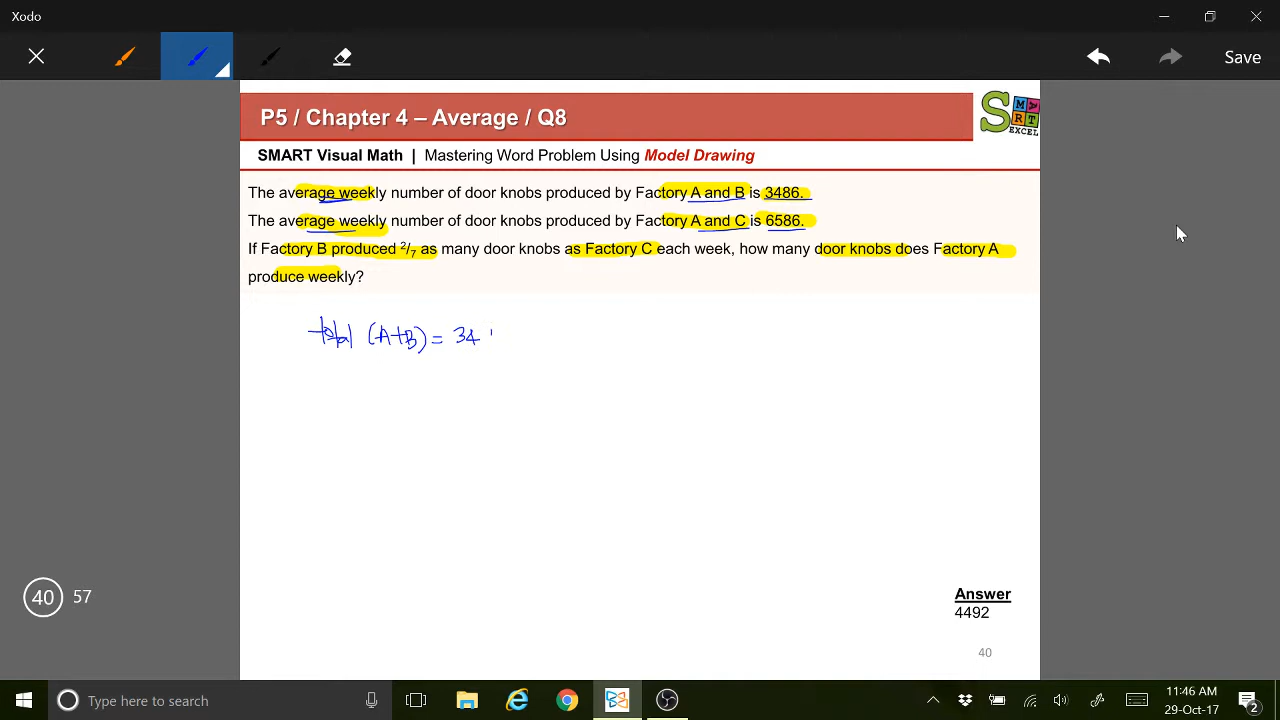 Xodo
Save
P5 / Chapter 4 – Average / Q8
S MART EXCEL
SMART Visual Math | Mastering Word Problem Using Model Drawing
The average weekly number of door knobs produced by Factory A and B is 3486.
The average weekly number of door knobs produced by Factory A and C is 6586.
If Factory B produced 2/7 as many door knobs as Factory C each week, how many door knobs does Factory A
produce weekly?
total (A+B) = 34
40 57
Answer
4492
40
Type here to search
11:46 AM
29-Oct-17
2